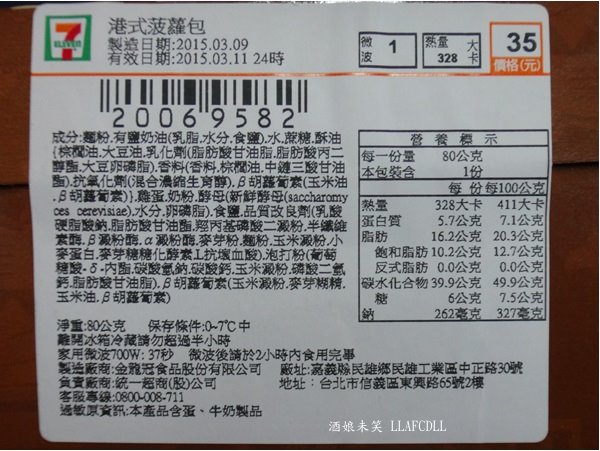 7
ELEVEN
港式菠蘿包
製造日期:2015.03.09
有效日期:2015.03.11 24時
微波 1
熱量 328 大卡
35
價格(元)
20069582
成分:麵粉,有鹽奶油(乳脂,水分,食鹽),水,蔗糖,酥油
{棕櫚油,大豆油,乳化劑(脂肪酸甘油脂,脂肪酸丙二
醇酯,大豆卵磷脂),香料(香料,棕櫚油,中鏈三酸甘油
酯),抗氧化劑(混合濃縮生育醇),β胡蘿蔔素(玉米油
,β胡蘿蔔素)},雞蛋,奶粉,酵母(新鮮酵母(saccharomy
ces cerevisiae),水分,卵磷脂),食鹽,品質改良劑(乳酸
硬脂酸鈉,脂肪酸甘油酯,羥丙基磷酸二澱粉,半纖維
素酶,β澱粉酶,α澱粉酶,麥芽粉,麵粉,玉米澱粉,小
麥蛋白,麥芽糖糖化酵素,L抗壞血酸),泡打粉(葡萄
糖酸-δ-內酯,碳酸氫鈉,碳酸鈣,玉米澱粉,磷酸二氫
鈣,脂肪酸甘油脂),β胡蘿蔔素(玉米澱粉,麥芽糊精,
玉米油,β胡蘿蔔素)
營養標示
每一份量 80公克
本包裝含 1份
每 份 每100公克
熱量 328大卡 411大卡
蛋白質 5.7公克 7.1公克
脂肪 16.2公克 20.3公克
飽和脂肪 10.2公克 12.7公克
反式脂肪 0.0公克 0.0公克
碳水化合物 39.9公克 49.9公克
糖 6公克 7.5公克
鈉 262毫克 327毫克
淨重:80公克 保存條件:0~7℃中
離開冰箱冷藏請勿超過半小時
家用微波700W: 37秒 微波後請於2小時內食用完畢
製造廠商:金龍冠食品股份有限公司 廠址:嘉義縣民雄鄉民雄工業區中正路30號
負責廠商:統一超商(股)公司 地址:台北市信義區東興路65號2樓
客服專線:0800-008-711
過敏原資訊:本產品含蛋、牛奶製品
酒娘未笑 LLAFCDLL